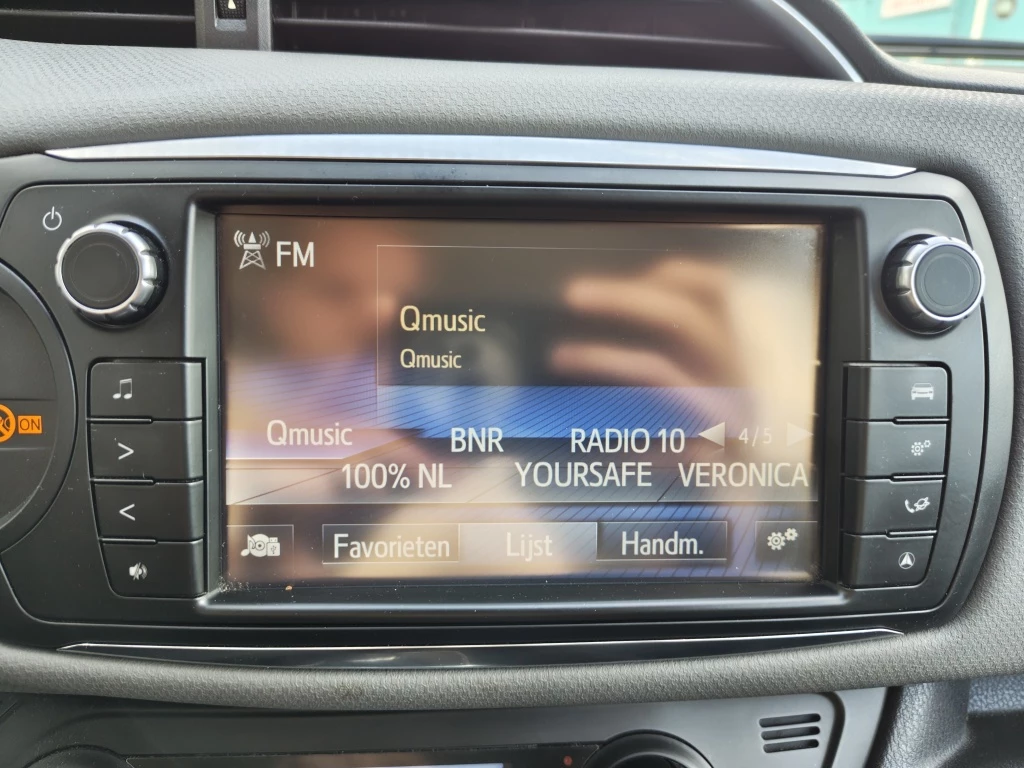 FM
Qmusic
Qmusic
Qmusic BNR RADIO 10 4/5
100% NL YOURSAFE VERONICA
ON
Favorieten Lijst Handm.